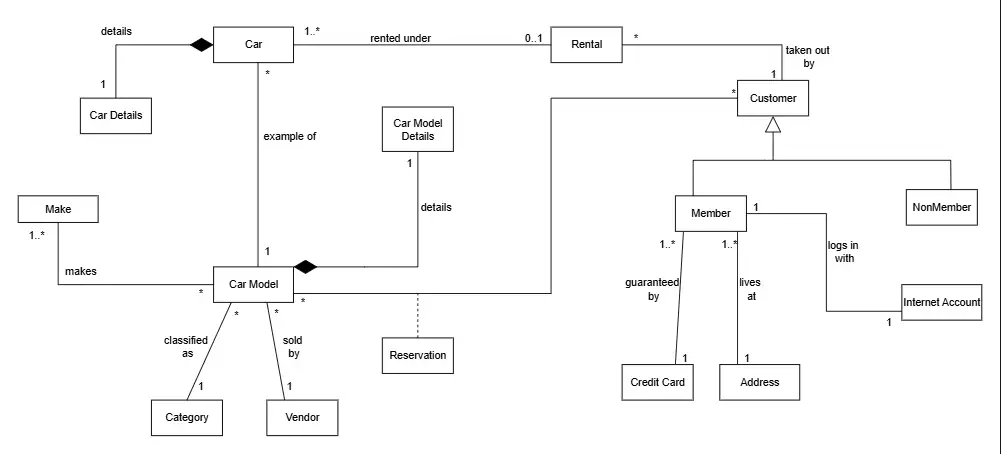 details
1..*
rented under
0..1
*
Car
Rental
taken out
by
*
1
1
*
Customer
Car Details
Car Model
Details
example of
1
Make
details
Member
1
NonMember
1..*
1..*
1..*
logs in
with
1
makes
guaranteed
by
lives
at
*
Car Model
*
Internet Account
*
*
1
classified
as
sold
by
Reservation
1
1
1
1
Credit Card
Address
Category
Vendor